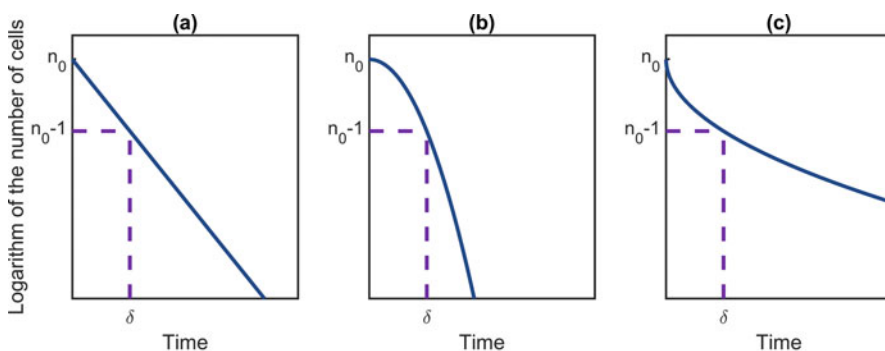 (a)
(b)
(c)
Logarithm of the number of cells
n₀
n₀-1
δ
Time
n₀
n₀-1
δ
Time
n₀
n₀-1
δ
Time